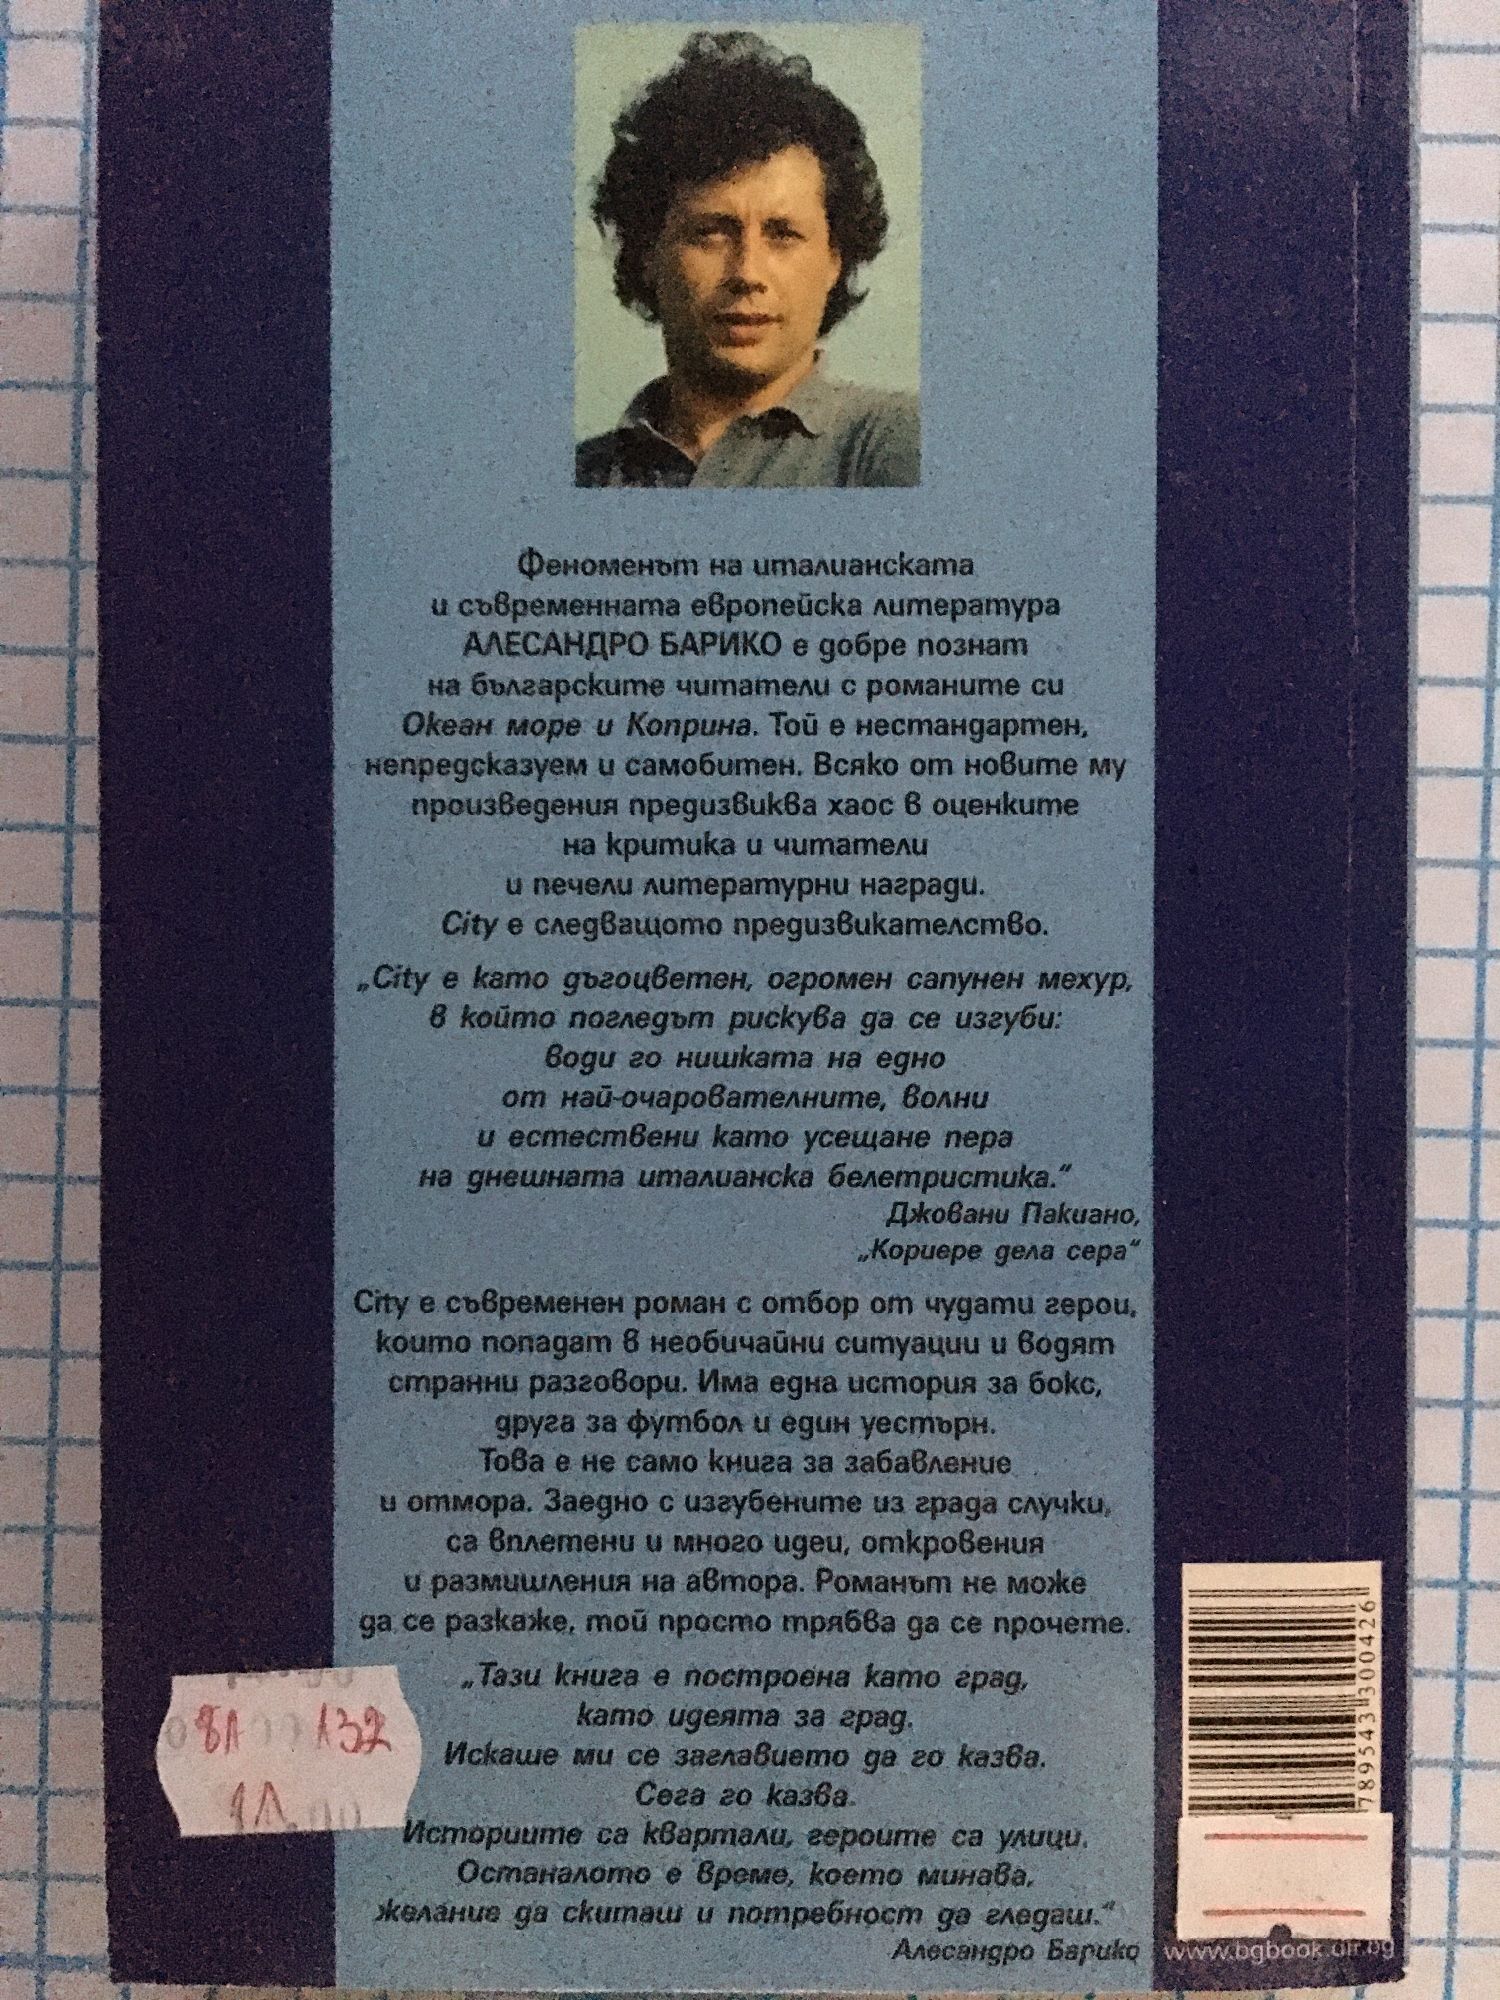 Феноменът на италианската
и съвременната европейска литература
АЛЕСАНДРО БАРИКО е добре познат
на българските читатели с романите си
Океан море и Коприна. Той е нестандартен,
непредсказуем и самобитен. Всяко от новите му
произведения предизвиква хаос в оценките
на критика и читатели
и печели литературни награди.
City е следващото предизвикателство.
„City е като дъгоцветен, огромен сапунен мехур,
в който погледът рискува да се изгуби:
води го нишката на едно
от най-очарователните, волни
и естествени като усещане пера
на днешната италианска белетристика.“
Джовани Пакиано,
„Кориере дела сера“
City е съвременен роман с отбор от чудати герои,
които попадат в необичайни ситуации и водят
странни разговори. Има една история за бокс,
друга за футбол и един уестърн.
Това е не само книга за забавление
и отмора. Заедно с изгубените из града случки,
са вплетени и много идеи, откровения
и размишления на автора. Романът не може
да се разкаже, той просто трябва да се прочете.
„Тази книга е построена като град,
като идеята за град.
Искаше ми се заглавието да го казва.
Сега го казва.
Историите са квартали, героите са улици.
Останалото е време, което минава,
желание да скиташ и потребност да гледаш.“
Алесандро Барико
132
789543300426
www.bgbook.dir.bg